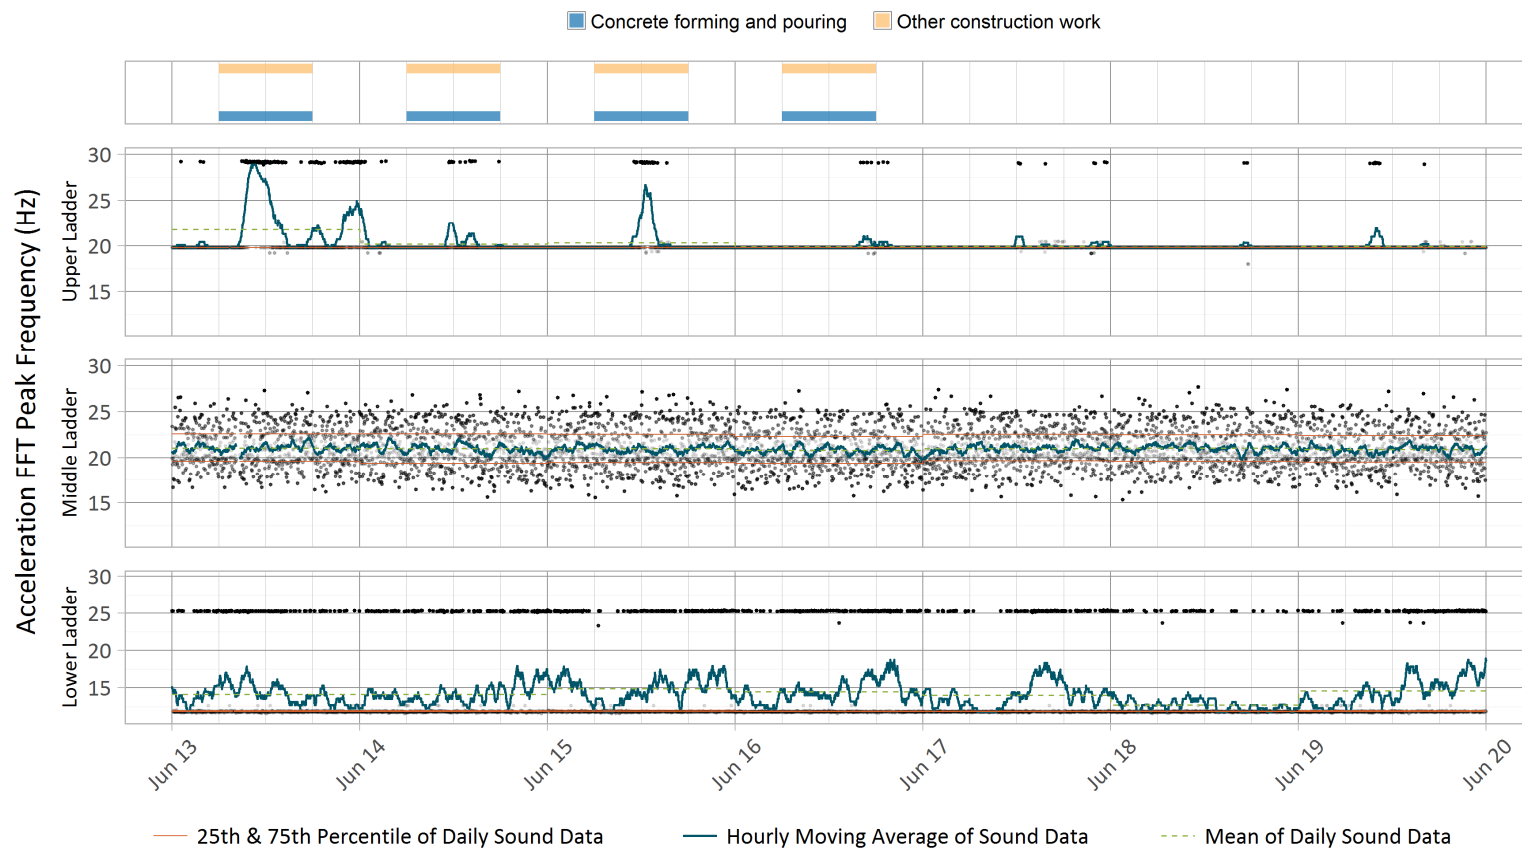 Concrete forming and pouring
Other construction work
Acceleration FFT Peak Frequency (Hz)
Upper Ladder
30
25
20
15
Middle Ladder
30
25
20
15
Lower Ladder
30
25
20
15
Jun 13
Jun 14
Jun 15
Jun 16
Jun 17
Jun 18
Jun 19
Jun 20
25th & 75th Percentile of Daily Sound Data
Hourly Moving Average of Sound Data
Mean of Daily Sound Data